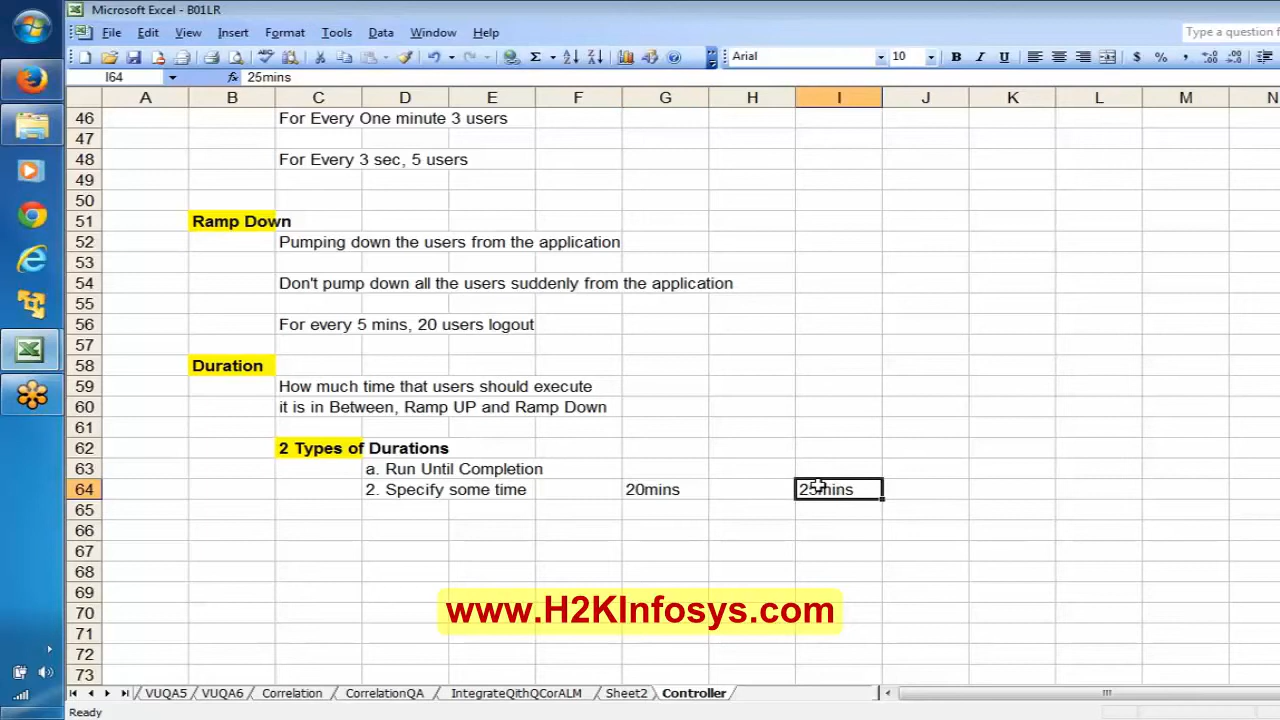 Microsoft Excel - B01LR
File Edit View Insert Format Tools Data Window Help
Type a question f
Arial 10 B I U $ %
I64 fx 25mins
A B C D E F G H I J K L M N
46 For Every One minute 3 users
47
48 For Every 3 sec, 5 users
49
50
51 Ramp Down
52 Pumping down the users from the application
53
54 Don't pump down all the users suddenly from the application
55
56 For every 5 mins, 20 users logout
57
58 Duration
59 How much time that users should execute
60 it is in Between, Ramp UP and Ramp Down
61
62 2 Types of Durations
63 a. Run Until Completion
64 2. Specify some time 20mins 25mins
65
66
67
68
69
70
71
72
73
www.H2KInfosys.com
VUQA5 VUQA6 Correlation CorrelationQA IntegrateQithQCorALM Sheet2 Controller
Ready